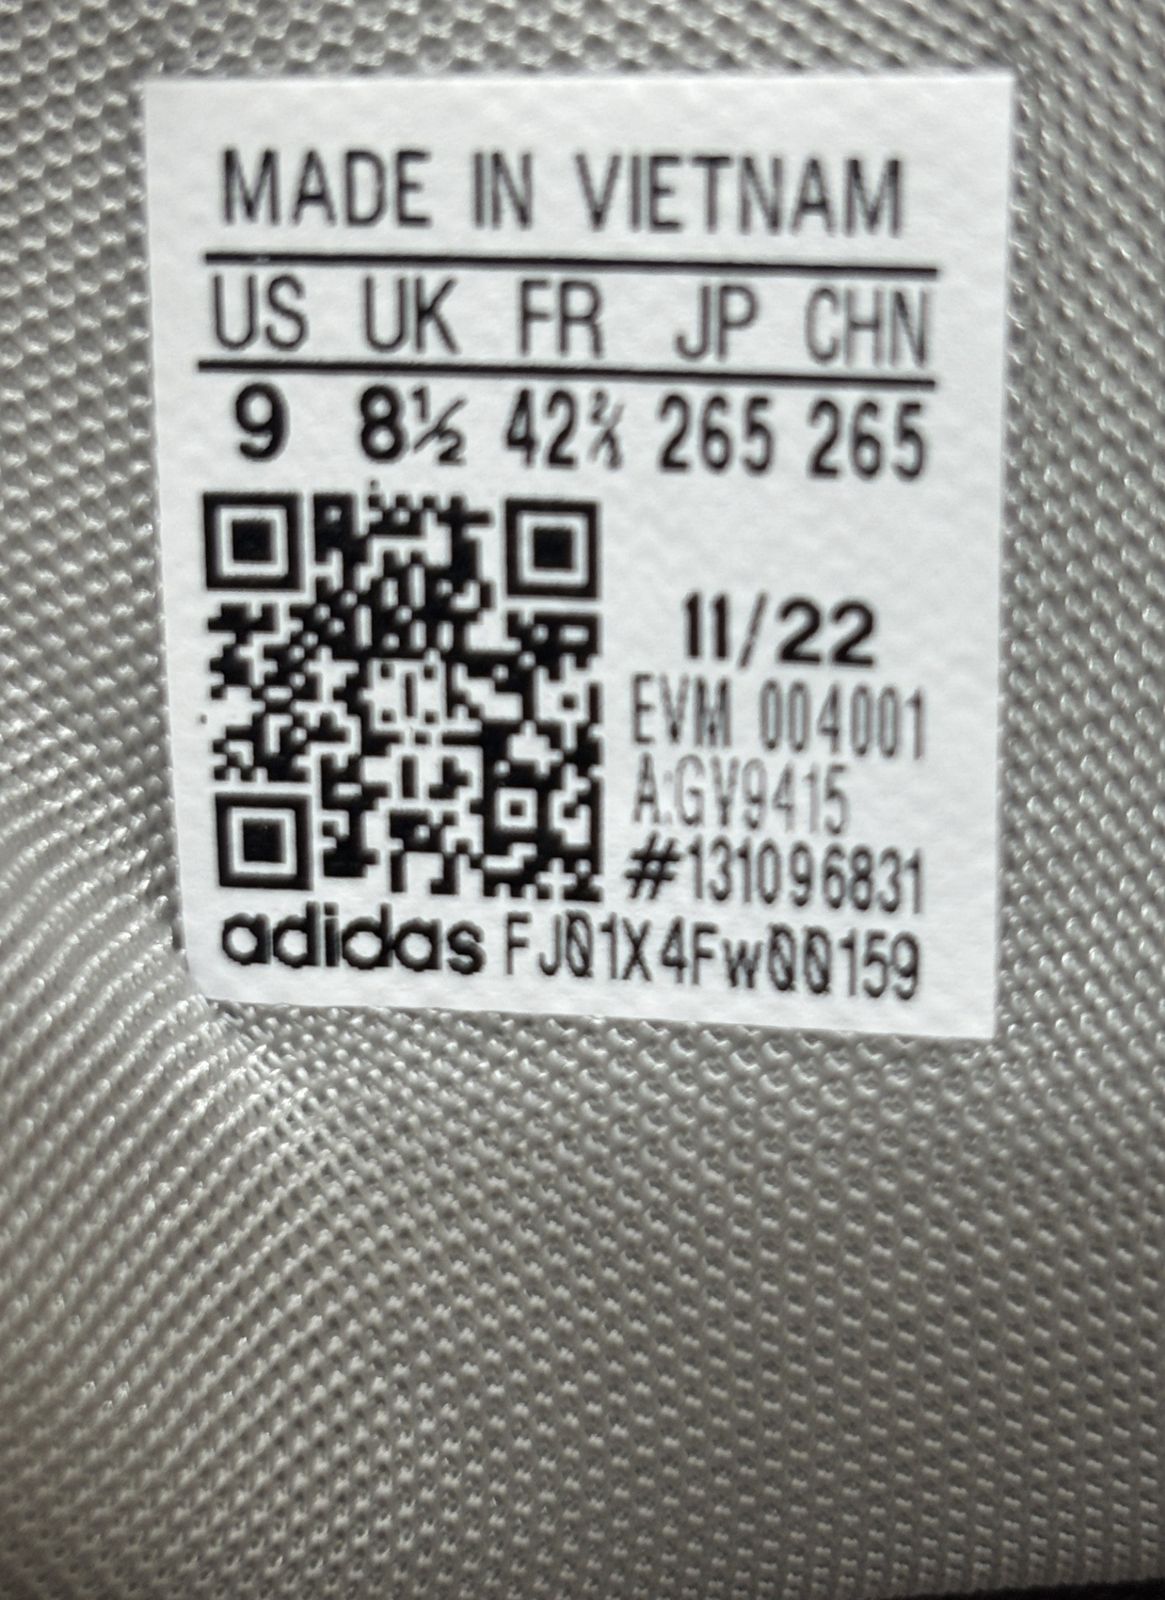 MADE IN VIETNAM
US UK FR JP CHN
9 8½ 42⅔ 265 265
11/22
EVM 004001
A:GV9415
#131096831
adidas FJ01X4Fw00159